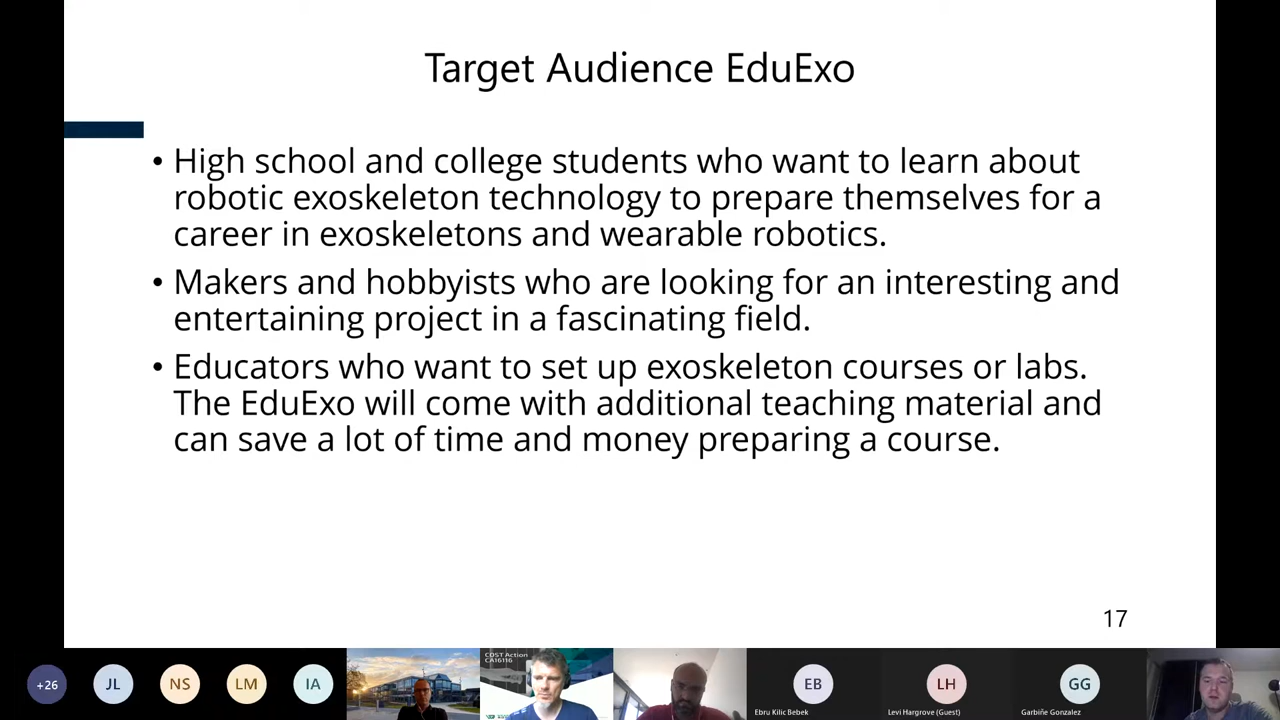 Target Audience EduExo
• High school and college students who want to learn about
robotic exoskeleton technology to prepare themselves for a
career in exoskeletons and wearable robotics.
• Makers and hobbyists who are looking for an interesting and
entertaining project in a fascinating field.
• Educators who want to set up exoskeleton courses or labs.
The EduExo will come with additional teaching material and
can save a lot of time and money preparing a course.
17
+26
JL
NS
LM
IA
COST Action
CA16116
EB
Ebru Kilic Bebek
LH
Levi Hargrove (Guest)
GG
Garbiñe Gonzalez